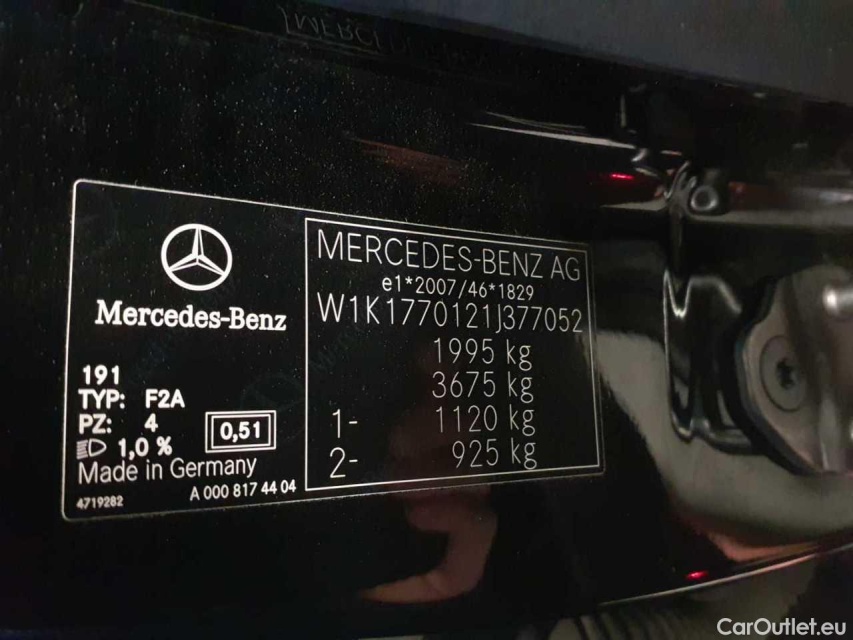 Mercedes-Benz
191
TYP: F2A
PZ: 4
1,0 %
0,51
Made in Germany
4719282
A 000 817 44 04
MERCEDES-BENZ AG
e1*2007/46*1829
W1K1770121J377052
1995 kg
3675 kg
1- 1120 kg
2- 925 kg
CarOutlet.eu